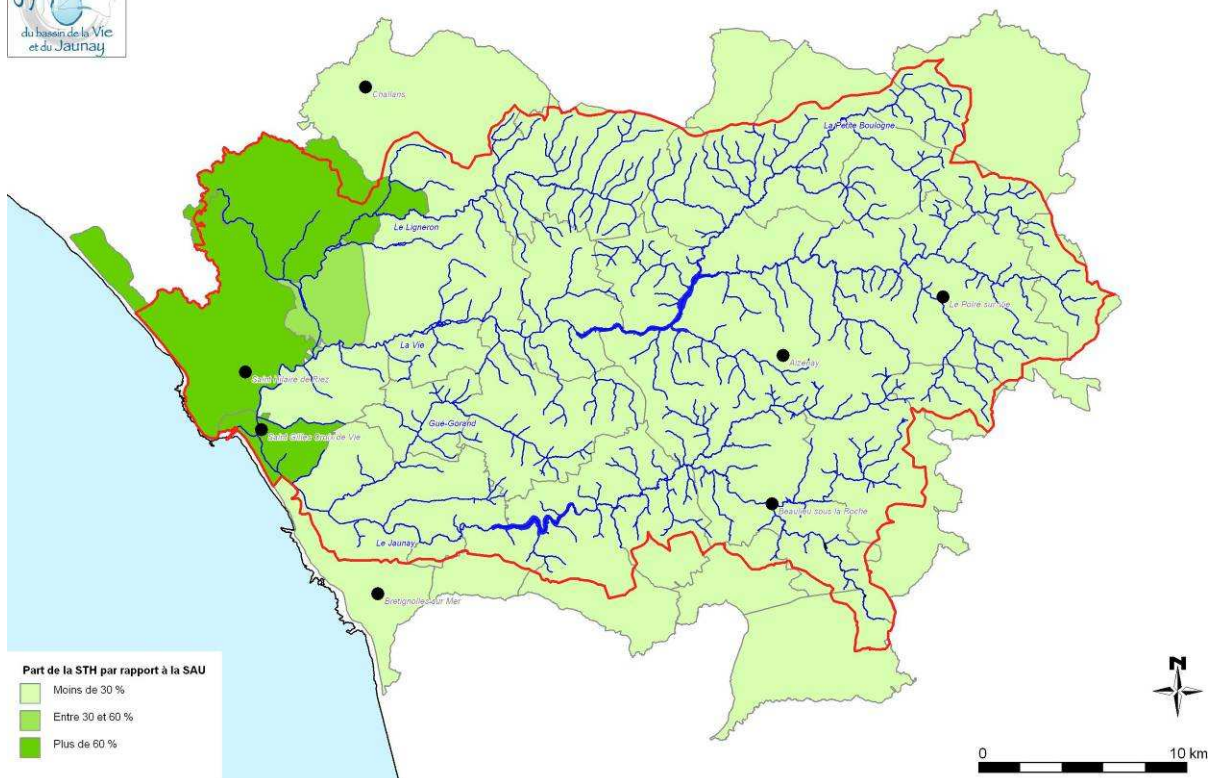 du bassin de la Vie
et du Jaunay
Challans
La Petite Boulogne
Le Ligneron
Le Poiré sur Vie
La Vie
Aizenay
Saint Hilaire de Riez
Gue-Gorand
Saint Gilles Croix de Vie
Beaulieu sous la Roche
Le Jaunay
Bretignolles sur Mer
Part de la STH par rapport à la SAU
Moins de 30 %
Entre 30 et 60 %
Plus de 60 %
N
0 10 km